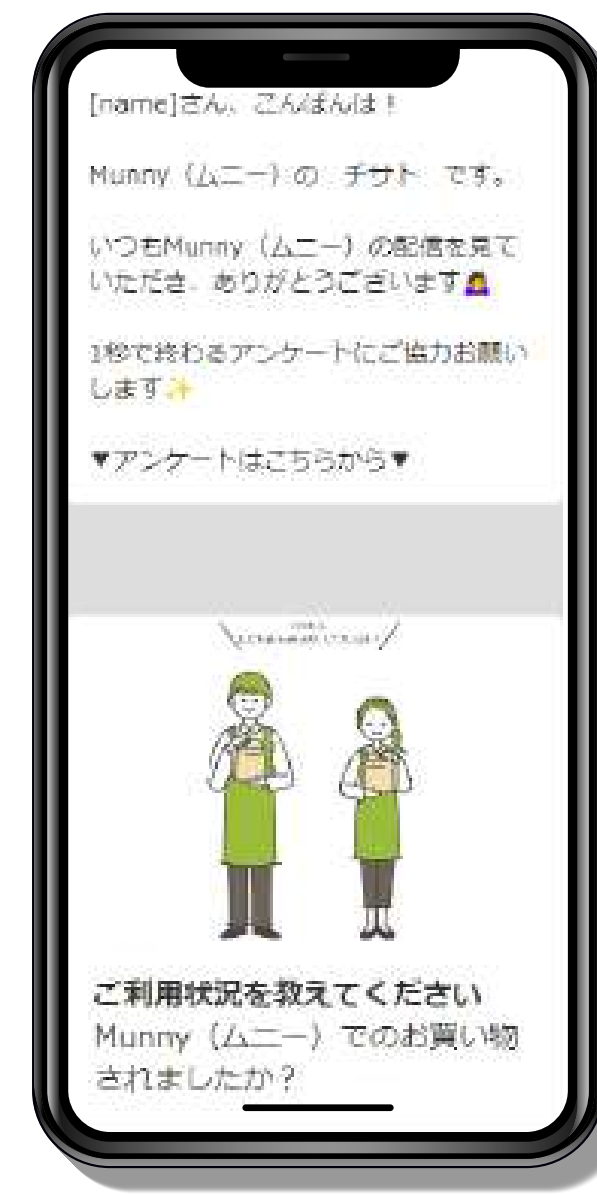 [name]さん、こんばんは！
Munny（ムニー）の　チサト　です。
いつもMunny（ムニー）の配信を見て
いただき、ありがとうございます🙇‍♀️
1秒で終わるアンケートにご協力お願い
します✨
▼アンケートはこちらから▼
ご利用状況を教えてください
Munny（ムニー）でのお買い物
されましたか？